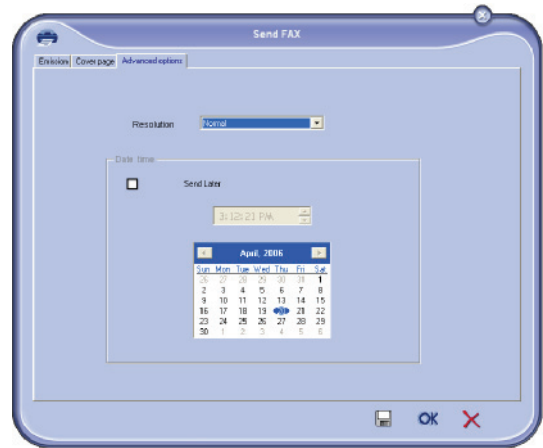 Send FAX
Emission Cover page Advanced options
Resolution Normal
Date time
Send Later
3:12:21 PM
April, 2006
Sun Mon Tue Wed Thu Fri Sat
26 27 28 29 30 31 1
2 3 4 5 6 7 8
9 10 11 12 13 14 15
16 17 18 19 20 21 22
23 24 25 26 27 28 29
30 1 2 3 4 5 6
OK